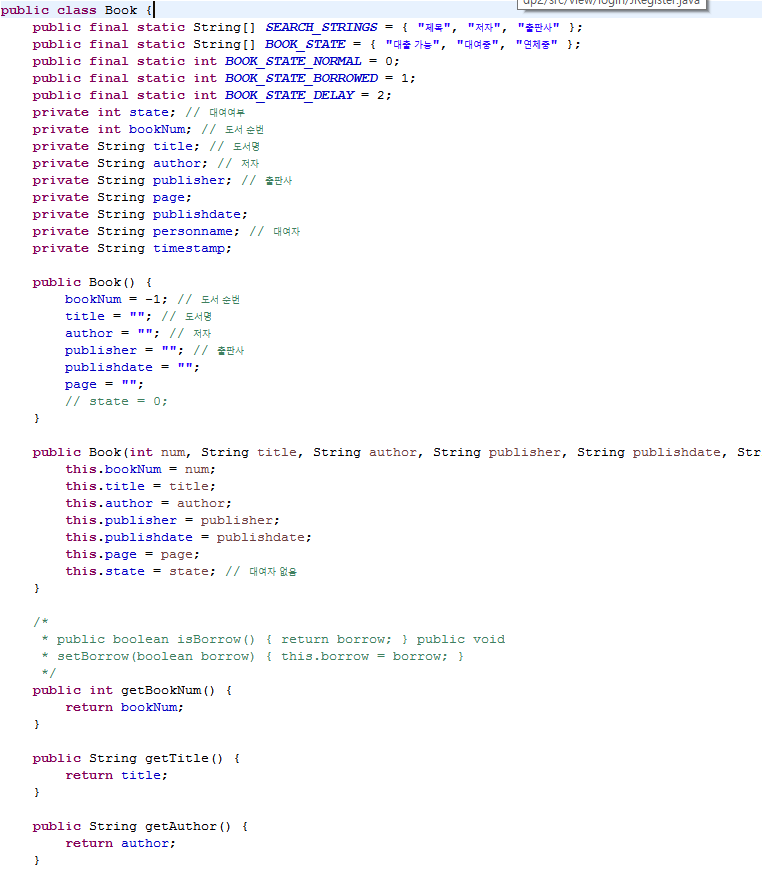 dp2/src/view/login/JRegister.java
public class Book {
public final static String[] SEARCH_STRINGS = { "제목", "저자", "출판사" };
public final static String[] BOOK_STATE = { "대출 가능", "대여중", "연체중" };
public final static int BOOK_STATE_NORMAL = 0;
public final static int BOOK_STATE_BORROWED = 1;
public final static int BOOK_STATE_DELAY = 2;
private int state; // 대여여부
private int bookNum; // 도서 순번
private String title; // 도서명
private String author; // 저자
private String publisher; // 출판사
private String page;
private String publishdate;
private String personname; // 대여자
private String timestamp;
public Book() {
bookNum = -1; // 도서 순번
title = ""; // 도서명
author = ""; // 저자
publisher = ""; // 출판사
publishdate = "";
page = "";
// state = 0;
}
public Book(int num, String title, String author, String publisher, String publishdate, Str
this.bookNum = num;
this.title = title;
this.author = author;
this.publisher = publisher;
this.publishdate = publishdate;
this.page = page;
this.state = state; // 대여자 없음
}
/*
* public boolean isBorrow() { return borrow; } public void
* setBorrow(boolean borrow) { this.borrow = borrow; }
*/
public int getBookNum() {
return bookNum;
}
public String getTitle() {
return title;
}
public String getAuthor() {
return author;
}